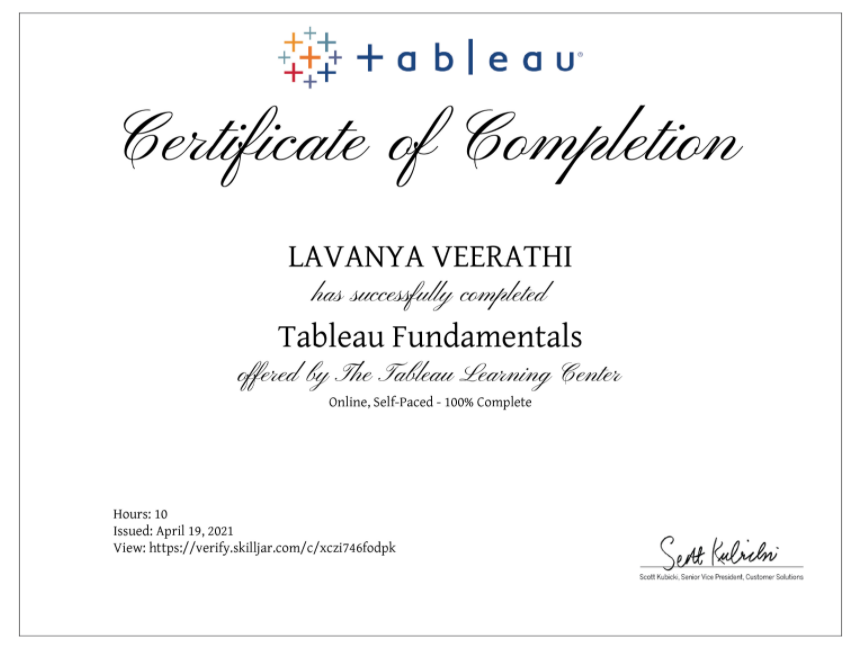 +ableau®
Certificate of Completion
LAVANYA VEERATHI
has successfully completed
Tableau Fundamentals
offered by The Tableau Learning Center
Online, Self-Paced - 100% Complete
Hours: 10
Issued: April 19, 2021
View: https://verify.skilljar.com/c/xczi746fodpk
Scott Kubicki
Scott Kubicki, Senior Vice President, Customer Solutions